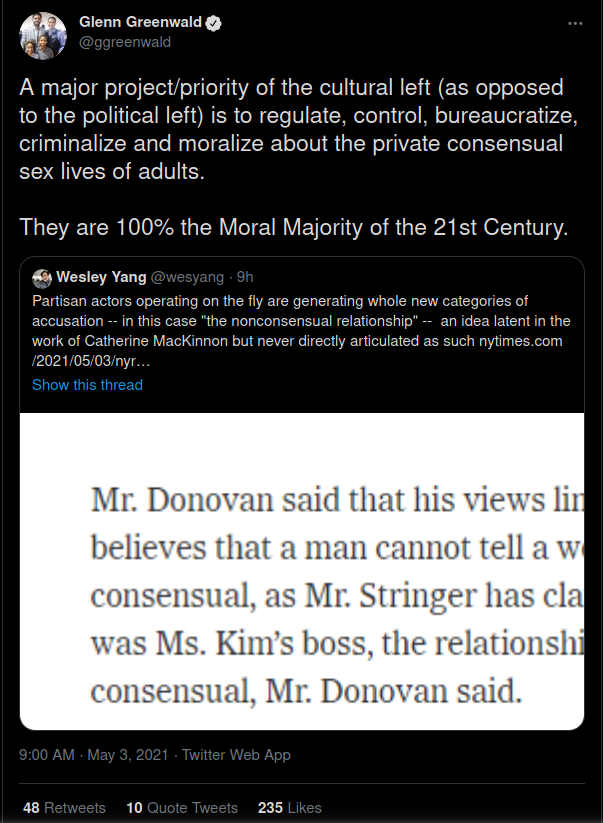 Glenn Greenwald
@ggreenwald
A major project/priority of the cultural left (as opposed
to the political left) is to regulate, control, bureaucratize,
criminalize and moralize about the private consensual
sex lives of adults.
They are 100% the Moral Majority of the 21st Century.
Wesley Yang @wesyang · 9h
Partisan actors operating on the fly are generating whole new categories of
accusation -- in this case "the nonconsensual relationship" -- an idea latent in the
work of Catherine MacKinnon but never directly articulated as such nytimes.com
/2021/05/03/nyr…
Show this thread
Mr. Donovan said that his views lin
believes that a man cannot tell a w
consensual, as Mr. Stringer has cla
was Ms. Kim's boss, the relationshi
consensual, Mr. Donovan said.
9:00 AM · May 3, 2021 · Twitter Web App
48 Retweets 10 Quote Tweets 235 Likes